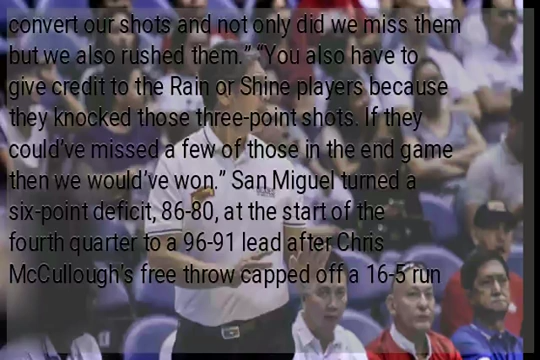 convert our shots and not only did we miss them
but we also rushed them.” “You also have to
give credit to the Rain or Shine players because
they knocked those three-point shots. If they
could’ve missed a few of those in the end game
then we would’ve won.” San Miguel turned a
six-point deficit, 86-80, at the start of the
fourth quarter to a 96-91 lead after Chris
McCullough’s free throw capped off a 16-5 run